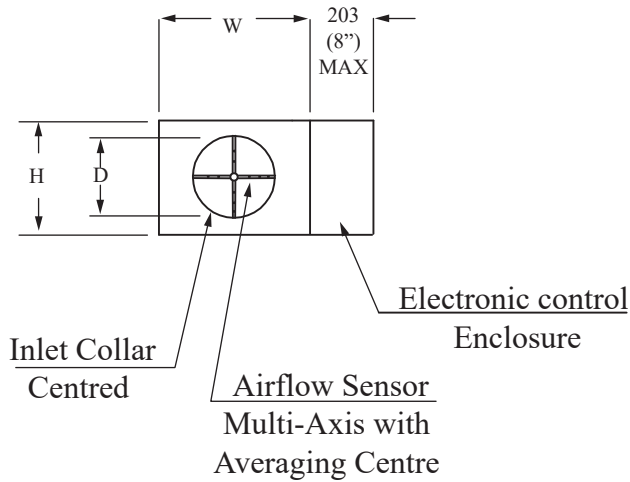 203
(8”)
MAX
W
H
D
Electronic control
Enclosure
Inlet Collar
Centred
Airflow Sensor
Multi-Axis with
Averaging Centre